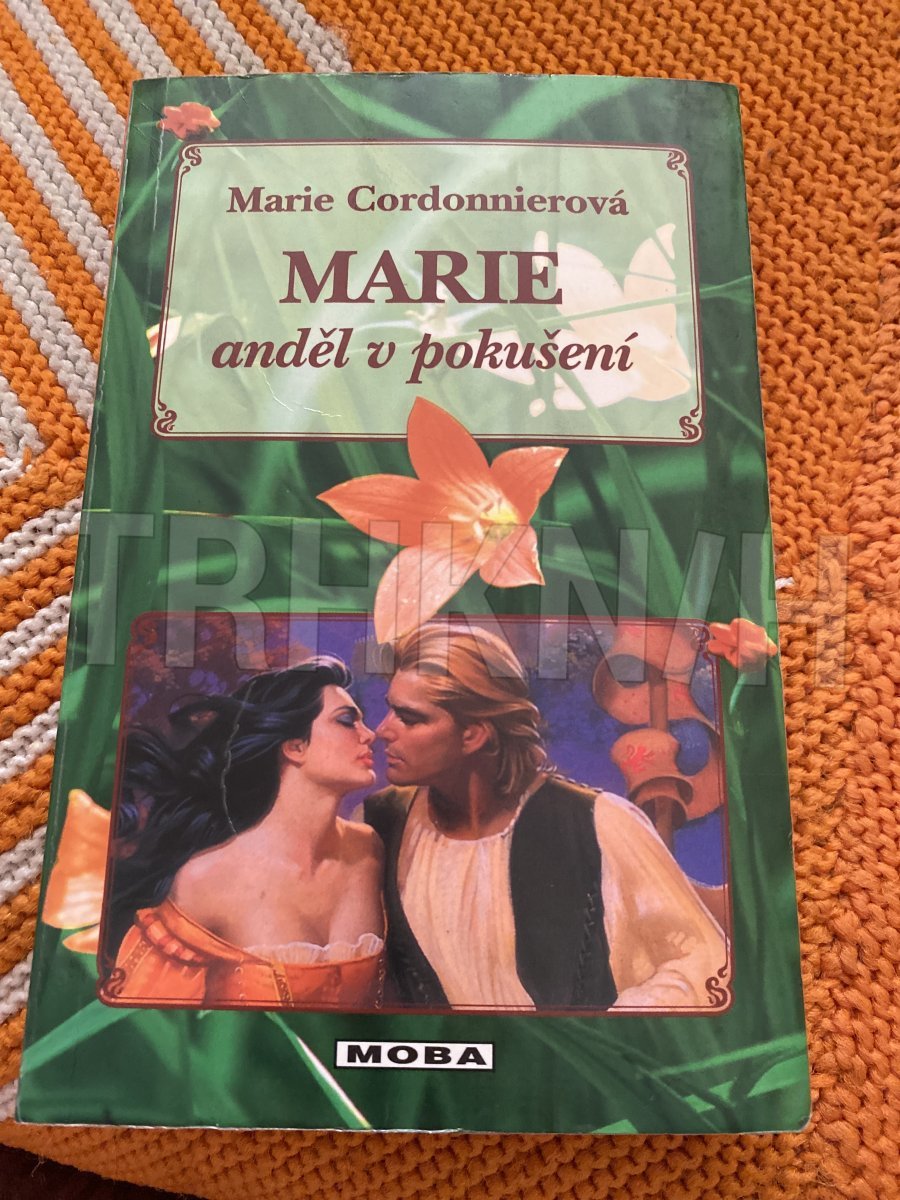 Marie Cordonnierová
MARIE
anděl v pokušení
TRHKNIH
MOBA